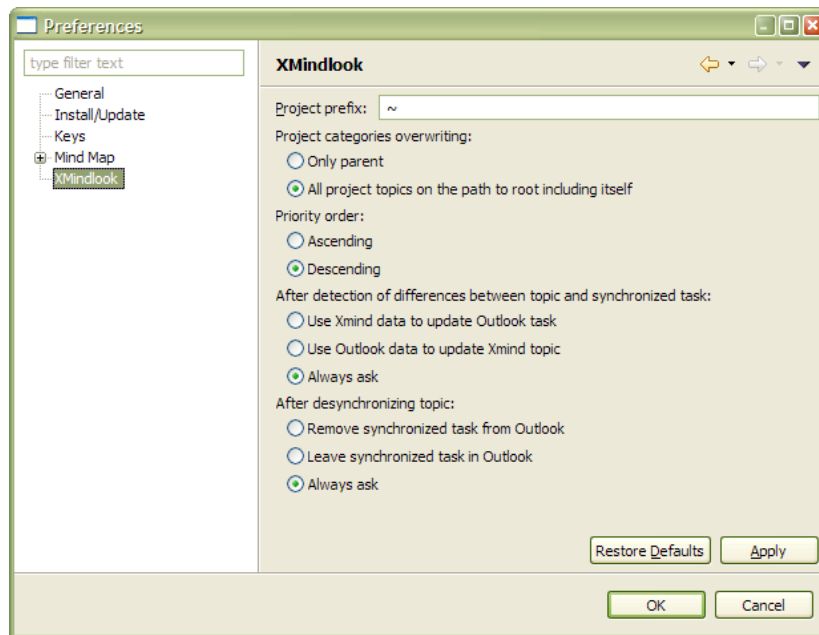 Preferences
type filter text
General
Install/Update
Keys
Mind Map
XMindlook
XMindlook
Project prefix: ~
Project categories overwriting:
Only parent
All project topics on the path to root including itself
Priority order:
Ascending
Descending
After detection of differences between topic and synchronized task:
Use Xmind data to update Outlook task
Use Outlook data to update Xmind topic
Always ask
After desynchronizing topic:
Remove synchronized task from Outlook
Leave synchronized task in Outlook
Always ask
Restore Defaults Apply
OK Cancel